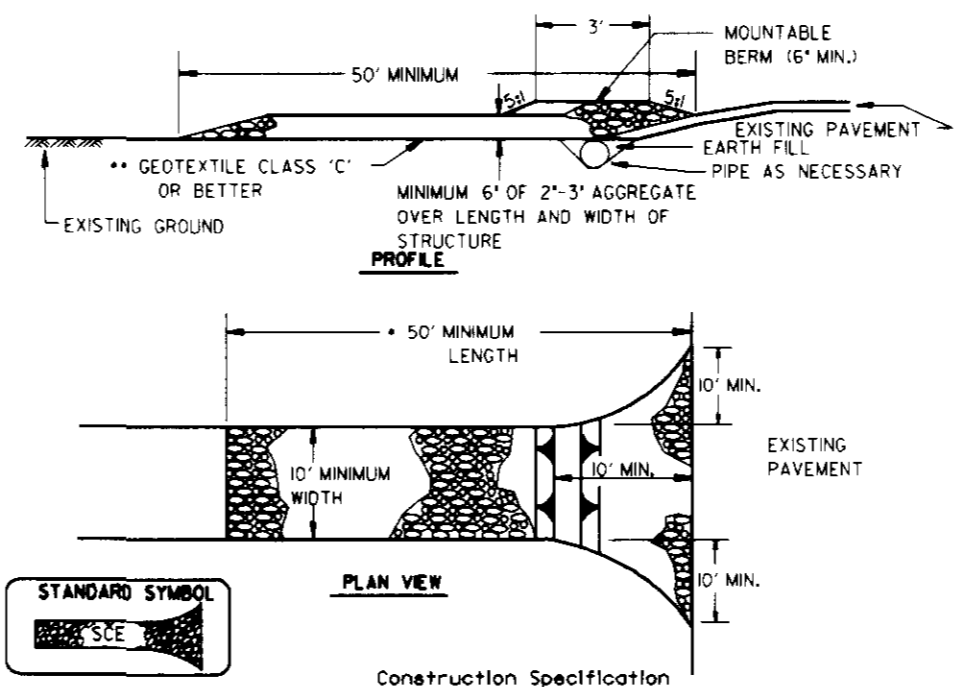 3'
MOUNTABLE
BERM (6" MIN.)
50' MINIMUM
5:1
5:1
EXISTING PAVEMENT
EARTH FILL
PIPE AS NECESSARY
** GEOTEXTILE CLASS 'C'
OR BETTER
MINIMUM 6" OF 2"-3" AGGREGATE
OVER LENGTH AND WIDTH OF
STRUCTURE
EXISTING GROUND
PROFILE
* 50' MINIMUM
LENGTH
10' MIN.
EXISTING
PAVEMENT
10' MINIMUM
WIDTH
10' MIN.
10' MIN.
PLAN VIEW
STANDARD SYMBOL
SCE
Construction Specification